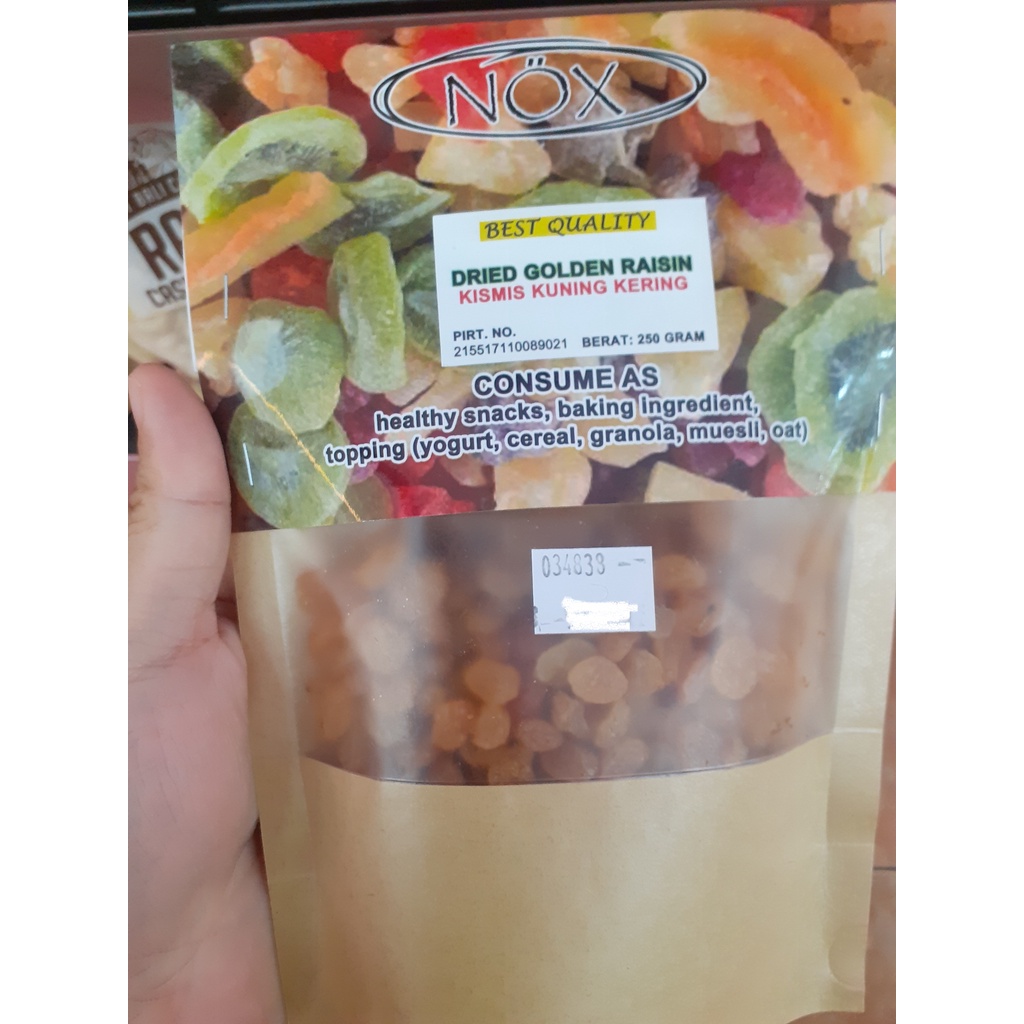 NÖX
BEST QUALITY
DRIED GOLDEN RAISIN
KISMIS KUNING KERING
PIRT. NO.
215517110089021 BERAT: 250 GRAM
CONSUME AS
healthy snacks, baking ingredient,
topping (yogurt, cereal, granola, muesli, oat)
034838